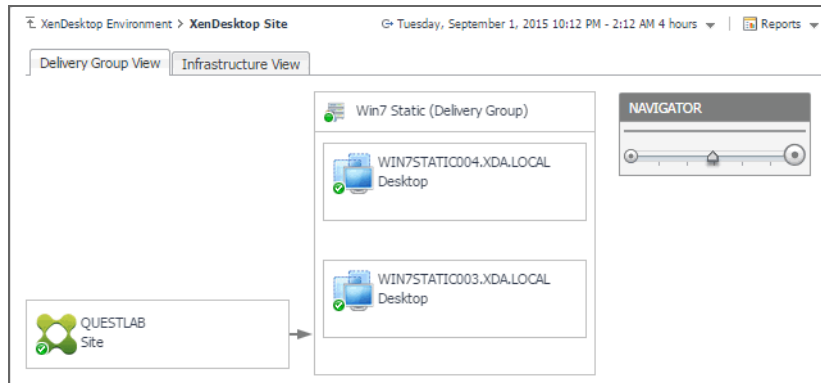 XenDesktop Environment > XenDesktop Site
Tuesday, September 1, 2015 10:12 PM - 2:12 AM 4 hours | Reports
Delivery Group View
Infrastructure View
Win7 Static (Delivery Group)
NAVIGATOR
WIN7STATIC004.XDA.LOCAL
Desktop
WIN7STATIC003.XDA.LOCAL
Desktop
QUESTLAB
Site